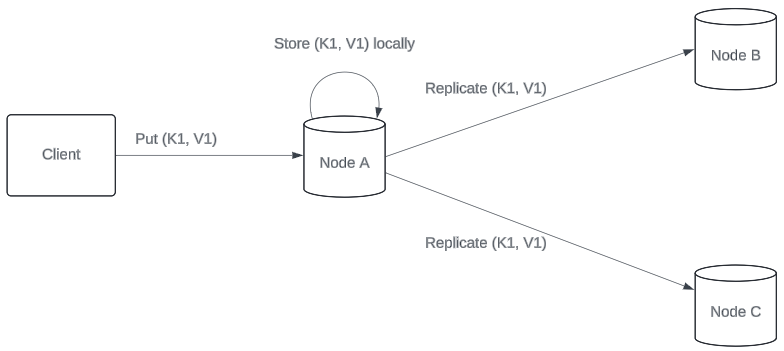 Store (K1, V1) locally
Node B
Replicate (K1, V1)
Put (K1, V1)
Client
Node A
Replicate (K1, V1)
Node C